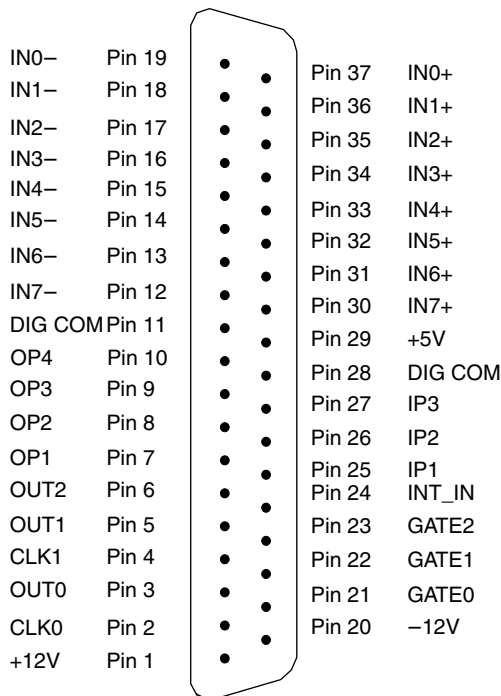 IN0− Pin 19
IN1− Pin 18
IN2− Pin 17
IN3− Pin 16
IN4− Pin 15
IN5− Pin 14
IN6− Pin 13
IN7− Pin 12
DIG COM Pin 11
OP4 Pin 10
OP3 Pin 9
OP2 Pin 8
OP1 Pin 7
OUT2 Pin 6
OUT1 Pin 5
CLK1 Pin 4
OUT0 Pin 3
CLK0 Pin 2
+12V Pin 1
Pin 37 IN0+
Pin 36 IN1+
Pin 35 IN2+
Pin 34 IN3+
Pin 33 IN4+
Pin 32 IN5+
Pin 31 IN6+
Pin 30 IN7+
Pin 29 +5V
Pin 28 DIG COM
Pin 27 IP3
Pin 26 IP2
Pin 25 IP1
Pin 24 INT_IN
Pin 23 GATE2
Pin 22 GATE1
Pin 21 GATE0
Pin 20 −12V